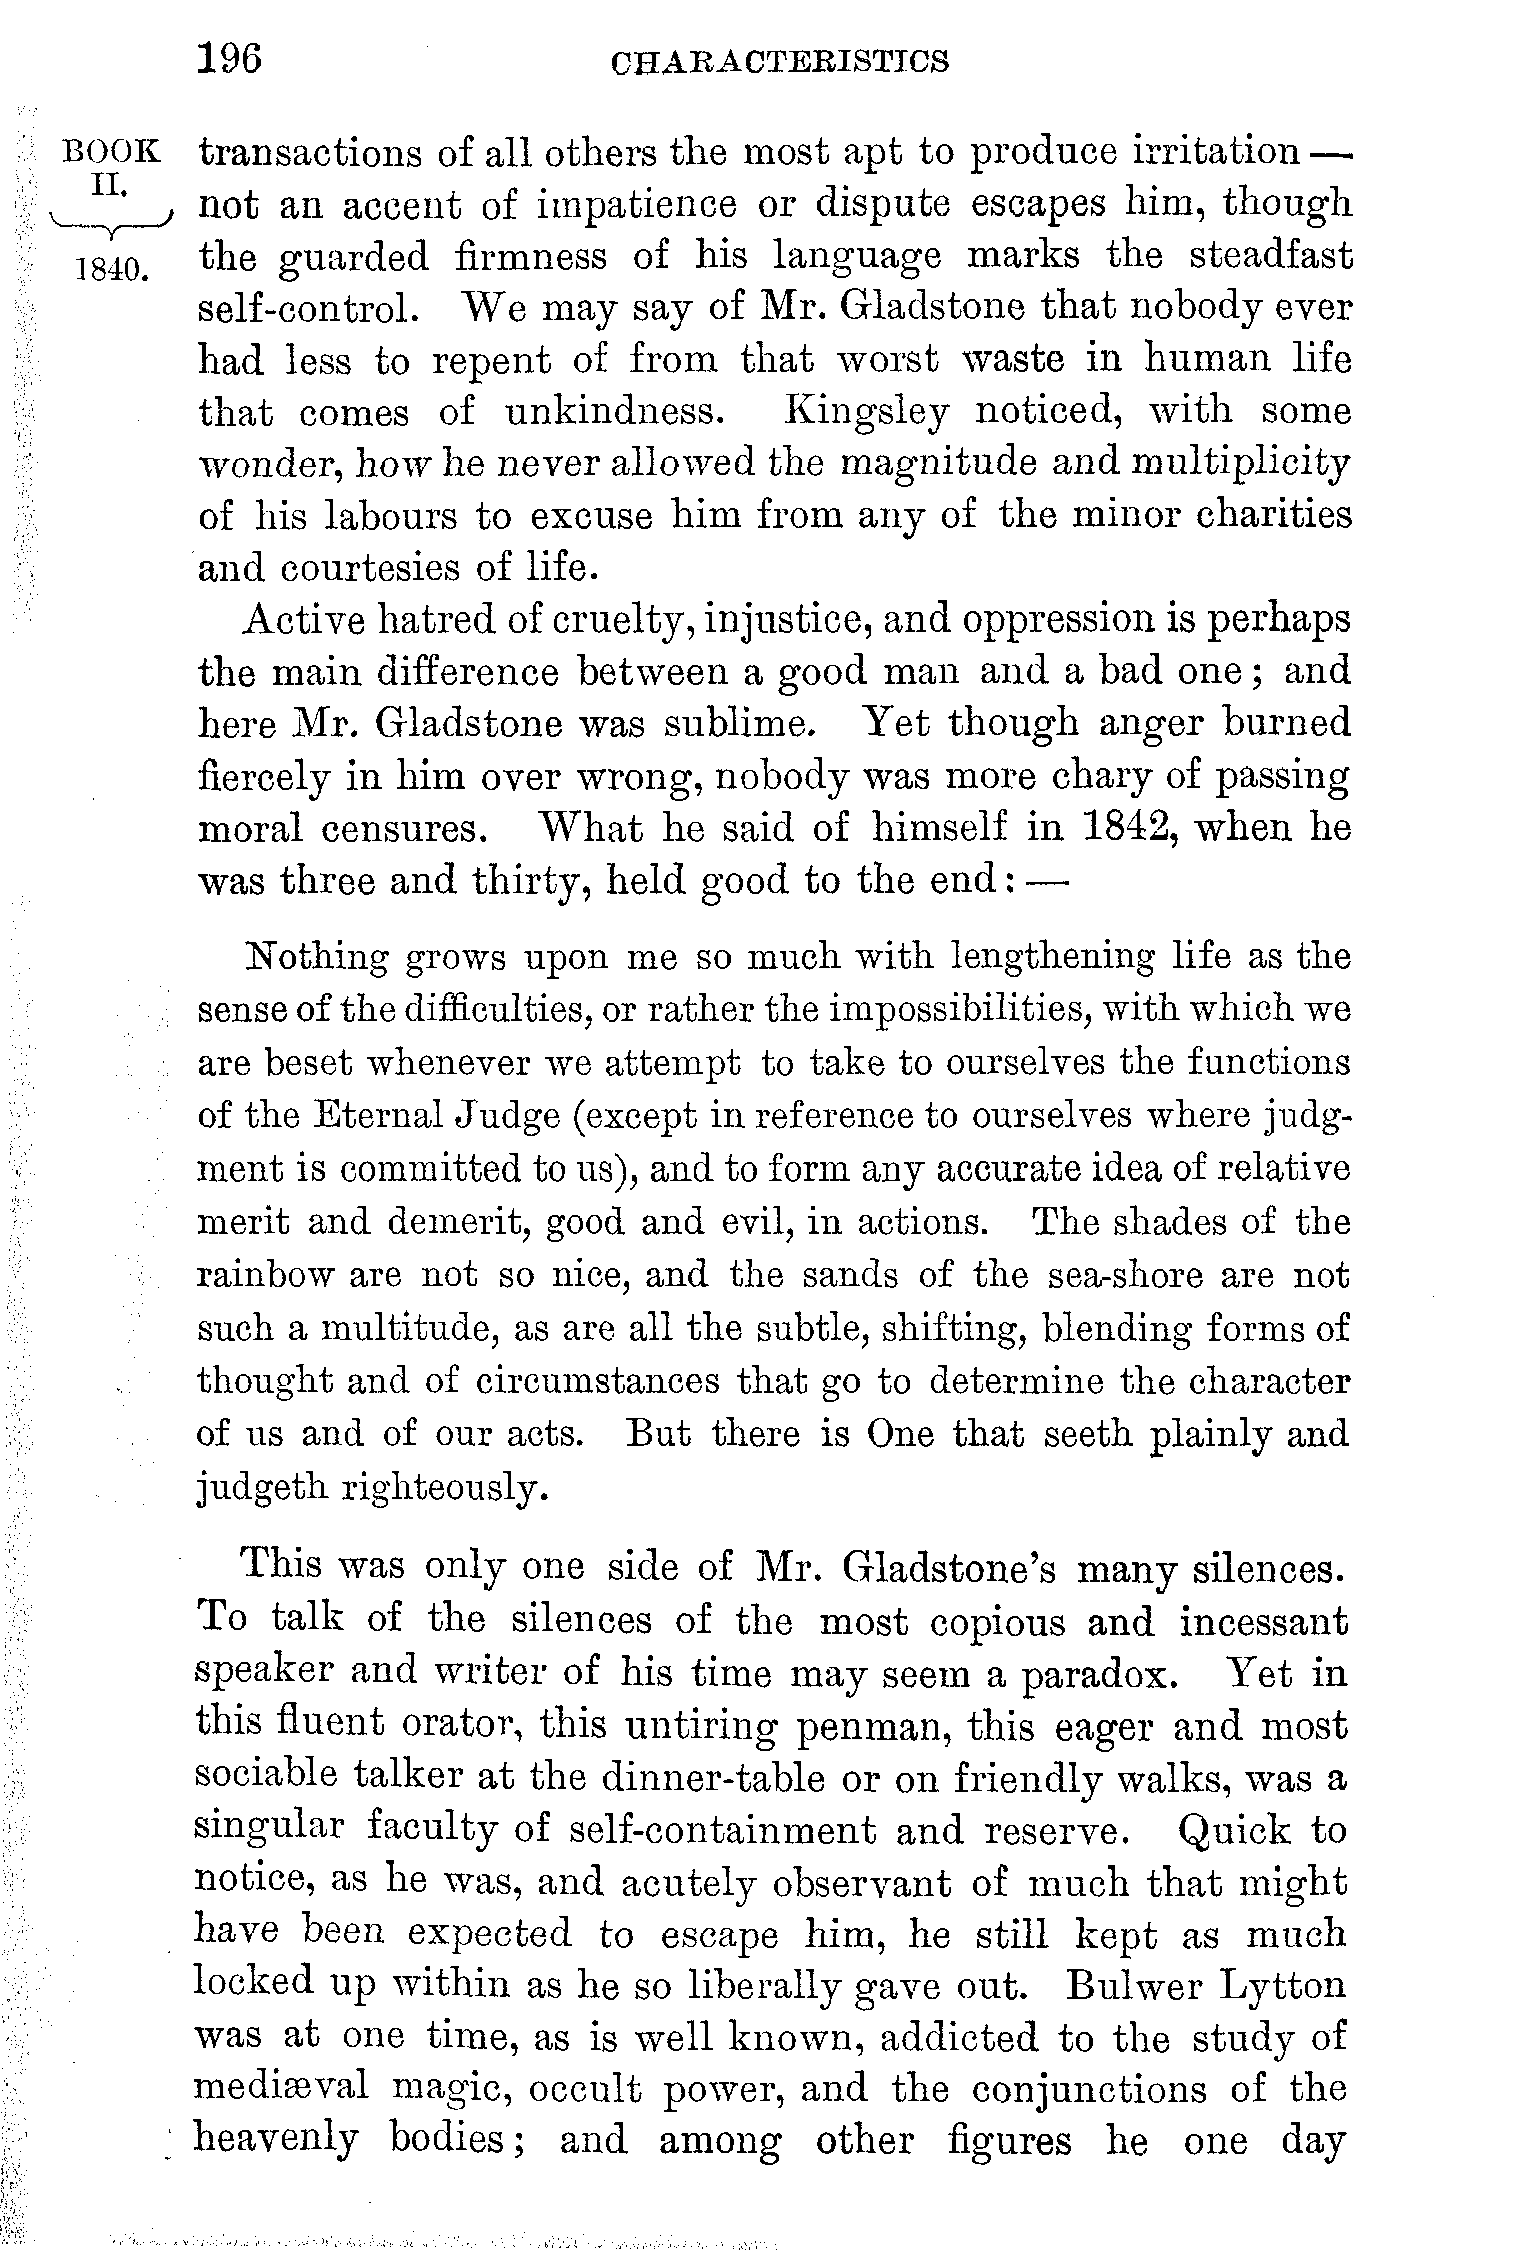 196 CHARACTERISTICS
BOOK
II.
1840.
transactions of all others the most apt to produce irritation —
not an accent of impatience or dispute escapes him, though
the guarded firmness of his language marks the steadfast
self-control. We may say of Mr. Gladstone that nobody ever
had less to repent of from that worst waste in human life
that comes of unkindness. Kingsley noticed, with some
wonder, how he never allowed the magnitude and multiplicity
of his labours to excuse him from any of the minor charities
and courtesies of life.
Active hatred of cruelty, injustice, and oppression is perhaps
the main difference between a good man and a bad one; and
here Mr. Gladstone was sublime. Yet though anger burned
fiercely in him over wrong, nobody was more chary of passing
moral censures. What he said of himself in 1842, when he
was three and thirty, held good to the end: —
Nothing grows upon me so much with lengthening life as the
sense of the difficulties, or rather the impossibilities, with which we
are beset whenever we attempt to take to ourselves the functions
of the Eternal Judge (except in reference to ourselves where judg-
ment is committed to us), and to form any accurate idea of relative
merit and demerit, good and evil, in actions. The shades of the
rainbow are not so nice, and the sands of the sea-shore are not
such a multitude, as are all the subtle, shifting, blending forms of
thought and of circumstances that go to determine the character
of us and of our acts. But there is One that seeth plainly and
judgeth righteously.
This was only one side of Mr. Gladstone's many silences.
To talk of the silences of the most copious and incessant
speaker and writer of his time may seem a paradox. Yet in
this fluent orator, this untiring penman, this eager and most
sociable talker at the dinner-table or on friendly walks, was a
singular faculty of self-containment and reserve. Quick to
notice, as he was, and acutely observant of much that might
have been expected to escape him, he still kept as much
locked up within as he so liberally gave out. Bulwer Lytton
was at one time, as is well known, addicted to the study of
mediæval magic, occult power, and the conjunctions of the
heavenly bodies; and among other figures he one day